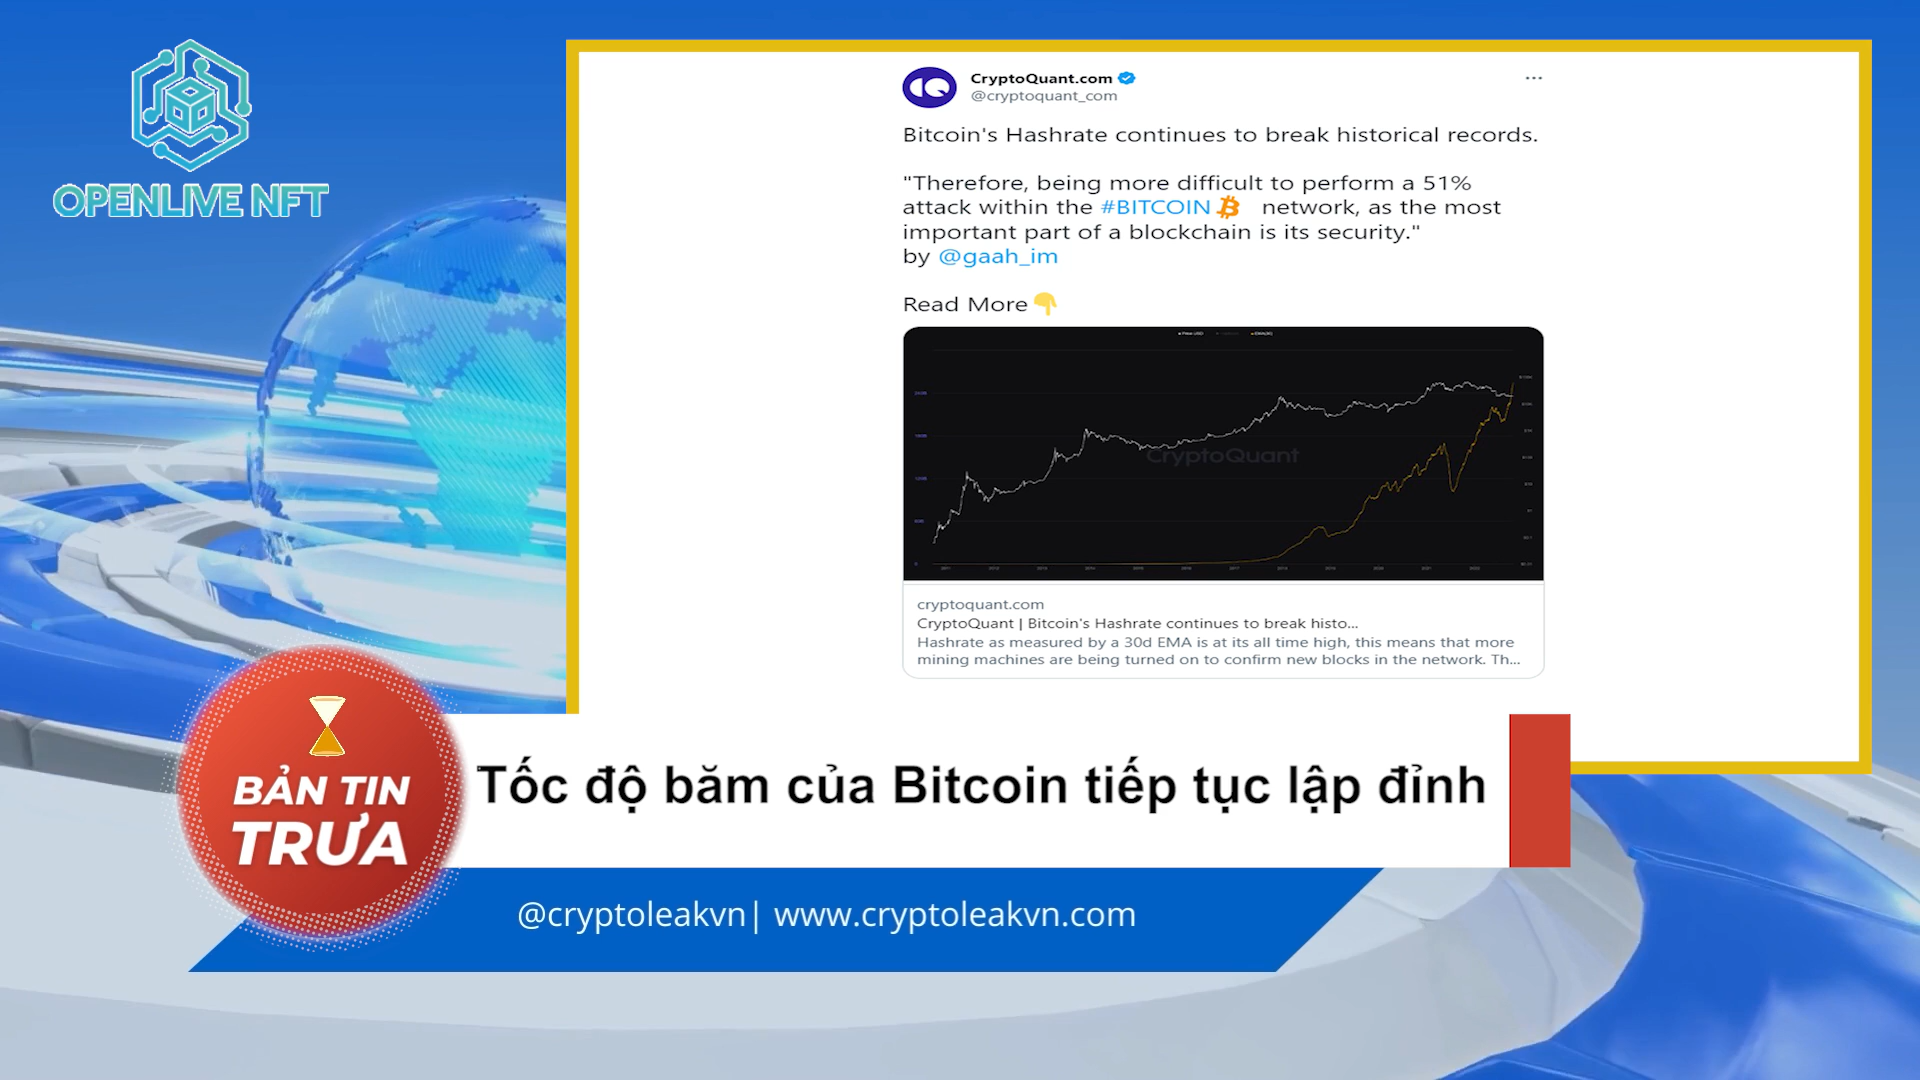 OPENLIVE NFT
CryptoQuant.com
@cryptoquant_com
Bitcoin's Hashrate continues to break historical records.
"Therefore, being more difficult to perform a 51%
attack within the #BITCOIN network, as the most
important part of a blockchain is its security."
by @gaah_im
Read More
CryptoQuant
cryptoquant.com
CryptoQuant | Bitcoin's Hashrate continues to break histo...
Hashrate as measured by a 30d EMA is at its all time high, this means that more
mining machines are being turned on to confirm new blocks in the network. Th...
BẢN TIN
TRƯA
Tốc độ băm của Bitcoin tiếp tục lập đỉnh
@cryptoleakvn| www.cryptoleakvn.com